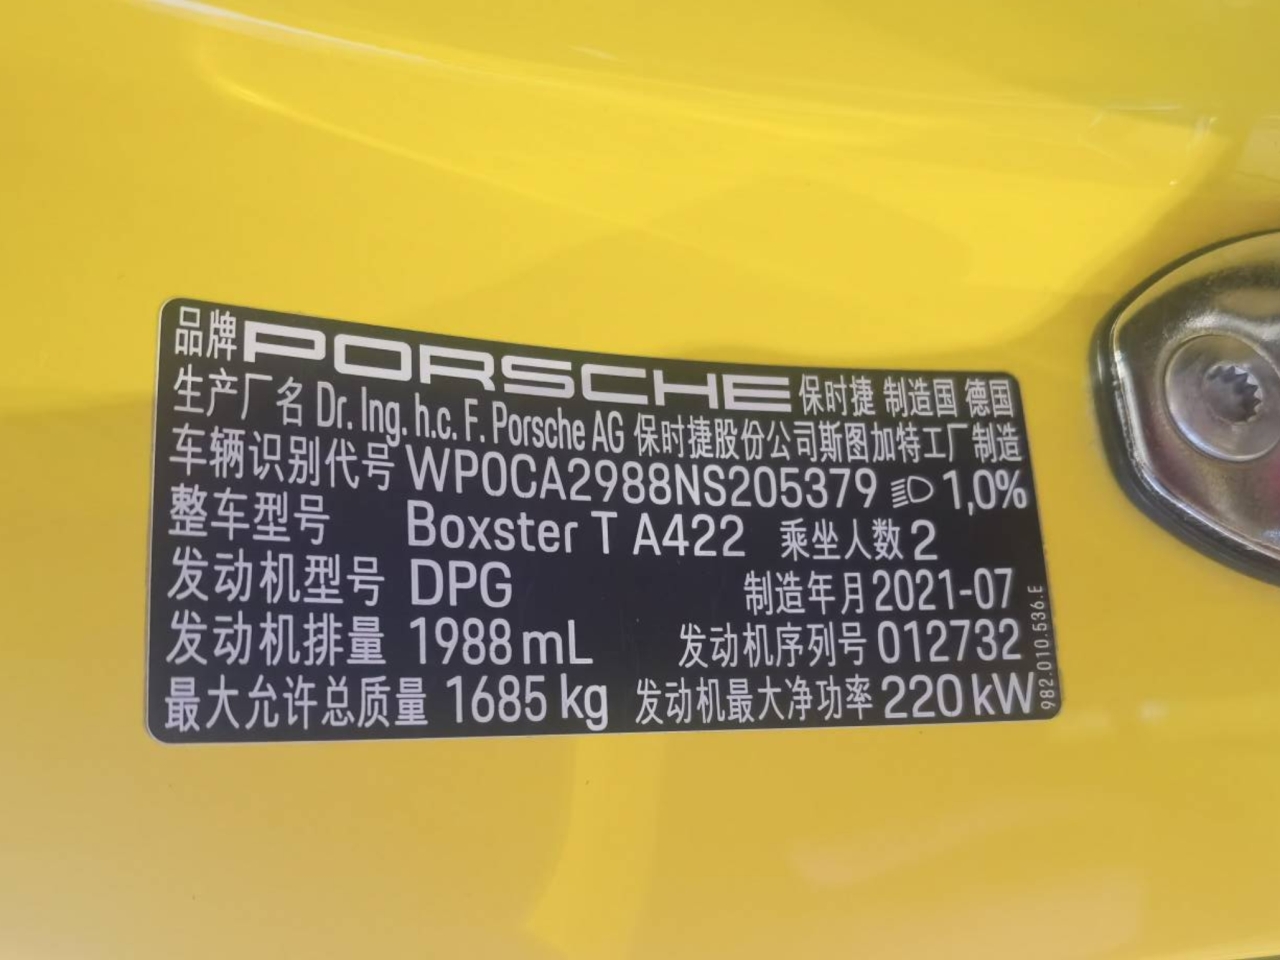 品牌 PORSCHE 保时捷 制造国 德国
生产厂名 Dr. Ing. h.c. F. Porsche AG 保时捷股份公司斯图加特工厂制造
车辆识别代号 WP0CA2988NS205379 1,0%
整车型号 Boxster T A422 乘坐人数 2
发动机型号 DPG 制造年月 2021-07
发动机排量 1988 mL 发动机序列号 012732
最大允许总质量 1685 kg 发动机最大净功率 220 kW
982.010.536.E